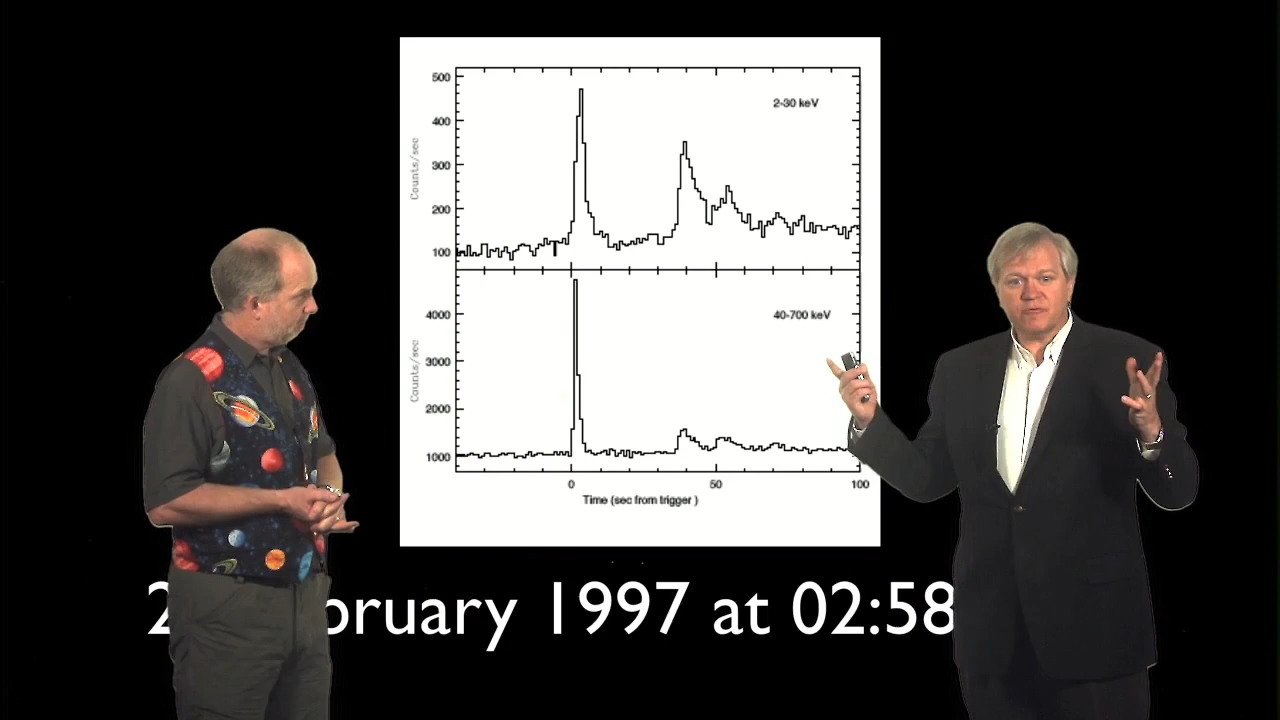 500
400
300
200
100
Counts/sec
2-30 keV
4000
3000
2000
1000
Counts/sec
40-700 keV
0 50 100
Time (sec from trigger )
1997 at 02:58